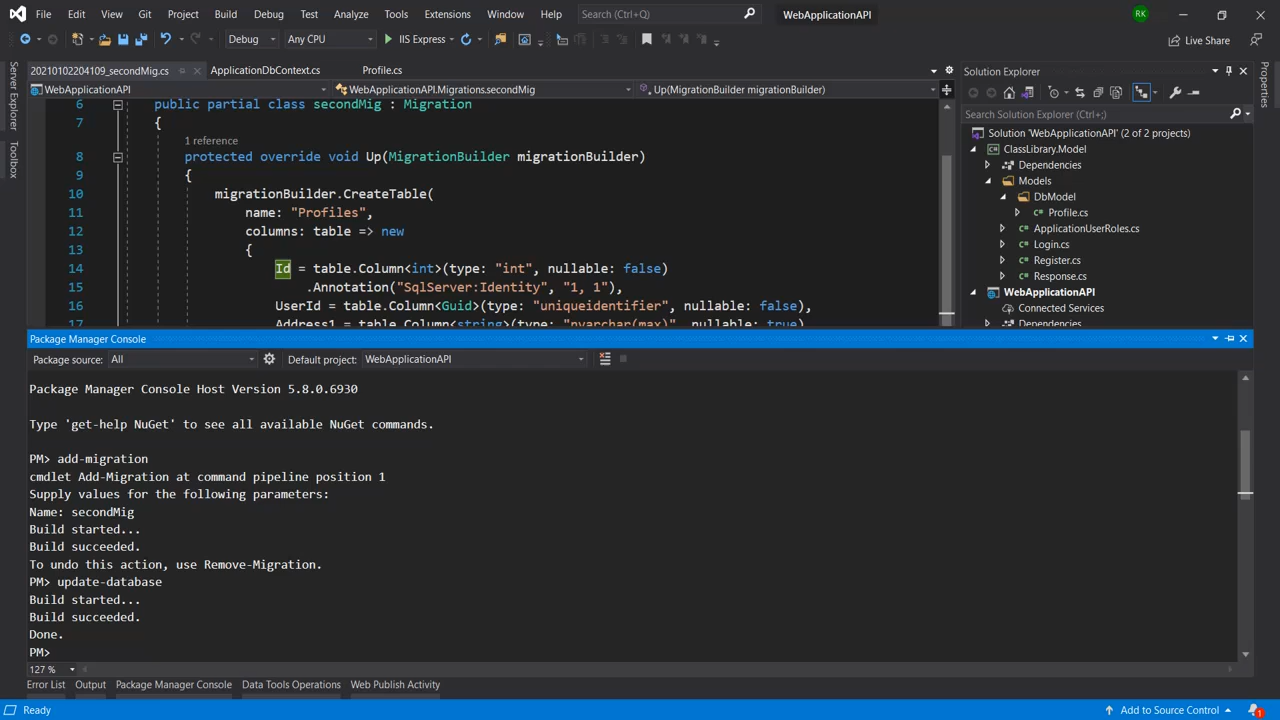 File Edit View Git Project Build Debug Test Analyze Tools Extensions Window Help Search (Ctrl+Q) WebApplicationAPI RK
Debug Any CPU IIS Express Live Share
20210102204109_secondMig.cs ApplicationDbContext.cs Profile.cs
WebApplicationAPI WebApplicationAPI.Migrations.secondMig Up(MigrationBuilder migrationBuilder)
6 public partial class secondMig : Migration
7 {
1 reference
8 protected override void Up(MigrationBuilder migrationBuilder)
9 {
10 migrationBuilder.CreateTable(
11 name: "Profiles",
12 columns: table => new
13 {
14 Id = table.Column<int>(type: "int", nullable: false)
15 .Annotation("SqlServer:Identity", "1, 1"),
16 UserId = table.Column<Guid>(type: "uniqueidentifier", nullable: false),
17 Address1 = table.Column<string>(type: "nvarchar(max)", nullable: true)
Server Explorer
Toolbox
Solution Explorer
Search Solution Explorer (Ctrl+;)
Solution 'WebApplicationAPI' (2 of 2 projects)
ClassLibrary.Model
Dependencies
Models
DbModel
C# Profile.cs
C# ApplicationUserRoles.cs
C# Login.cs
C# Register.cs
C# Response.cs
WebApplicationAPI
Connected Services
Dependencies
Properties
Package Manager Console
Package source: All Default project: WebApplicationAPI
Package Manager Console Host Version 5.8.0.6930
Type 'get-help NuGet' to see all available NuGet commands.
PM> add-migration
cmdlet Add-Migration at command pipeline position 1
Supply values for the following parameters:
Name: secondMig
Build started...
Build succeeded.
To undo this action, use Remove-Migration.
PM> update-database
Build started...
Build succeeded.
Done.
PM>
127 %
Error List Output Package Manager Console Data Tools Operations Web Publish Activity
Ready Add to Source Control 1